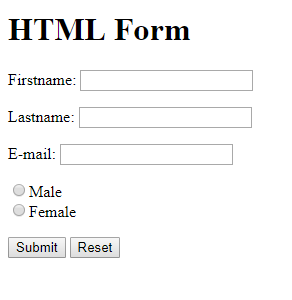 HTML Form
Firstname:
Lastname:
E-mail:
Male
Female
Submit Reset